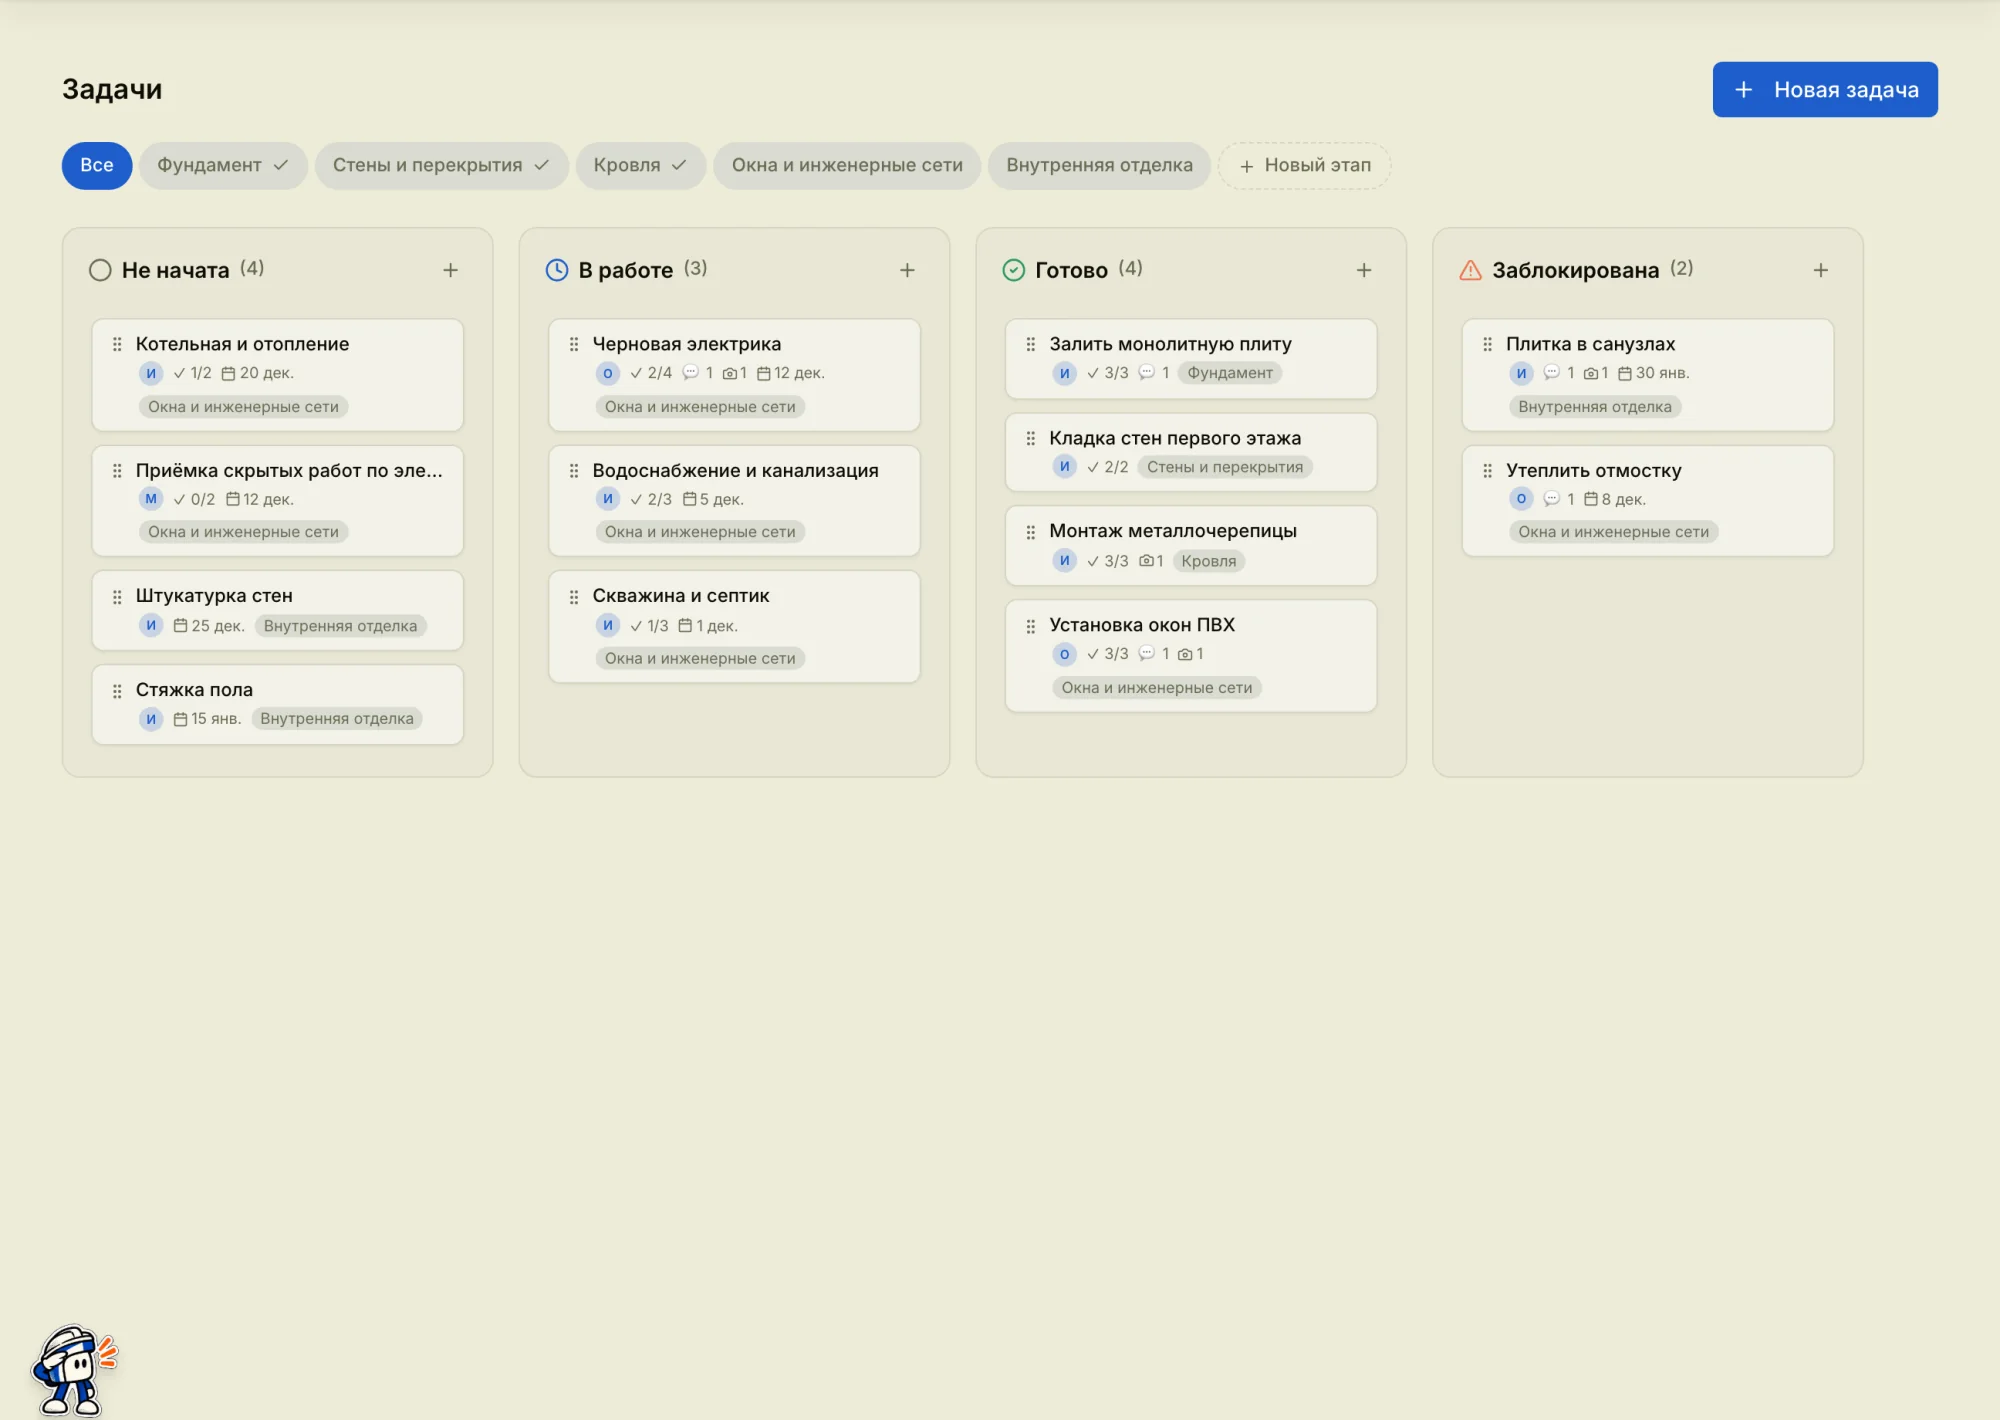 Задачи
Новая задача
Все
Фундамент
Стены и перекрытия
Кровля
Окна и инженерные сети
Внутренняя отделка
Новый этап
Не начата (4)
Котельная и отопление
И 1/2 20 дек.
Окна и инженерные сети
Приёмка скрытых работ по эле...
М 0/2 12 дек.
Окна и инженерные сети
Штукатурка стен
И 25 дек. Внутренняя отделка
Стяжка пола
И 15 янв. Внутренняя отделка
В работе (3)
Черновая электрика
О 2/4 1 1 12 дек.
Окна и инженерные сети
Водоснабжение и канализация
И 2/3 5 дек.
Окна и инженерные сети
Скважина и септик
И 1/3 1 дек.
Окна и инженерные сети
Готово (4)
Залить монолитную плиту
И 3/3 1 Фундамент
Кладка стен первого этажа
И 2/2 Стены и перекрытия
Монтаж металлочерепицы
И 3/3 1 Кровля
Установка окон ПВХ
О 3/3 1 1
Окна и инженерные сети
Заблокирована (2)
Плитка в санузлах
И 1 1 30 янв.
Внутренняя отделка
Утеплить отмостку
О 1 8 дек.
Окна и инженерные сети